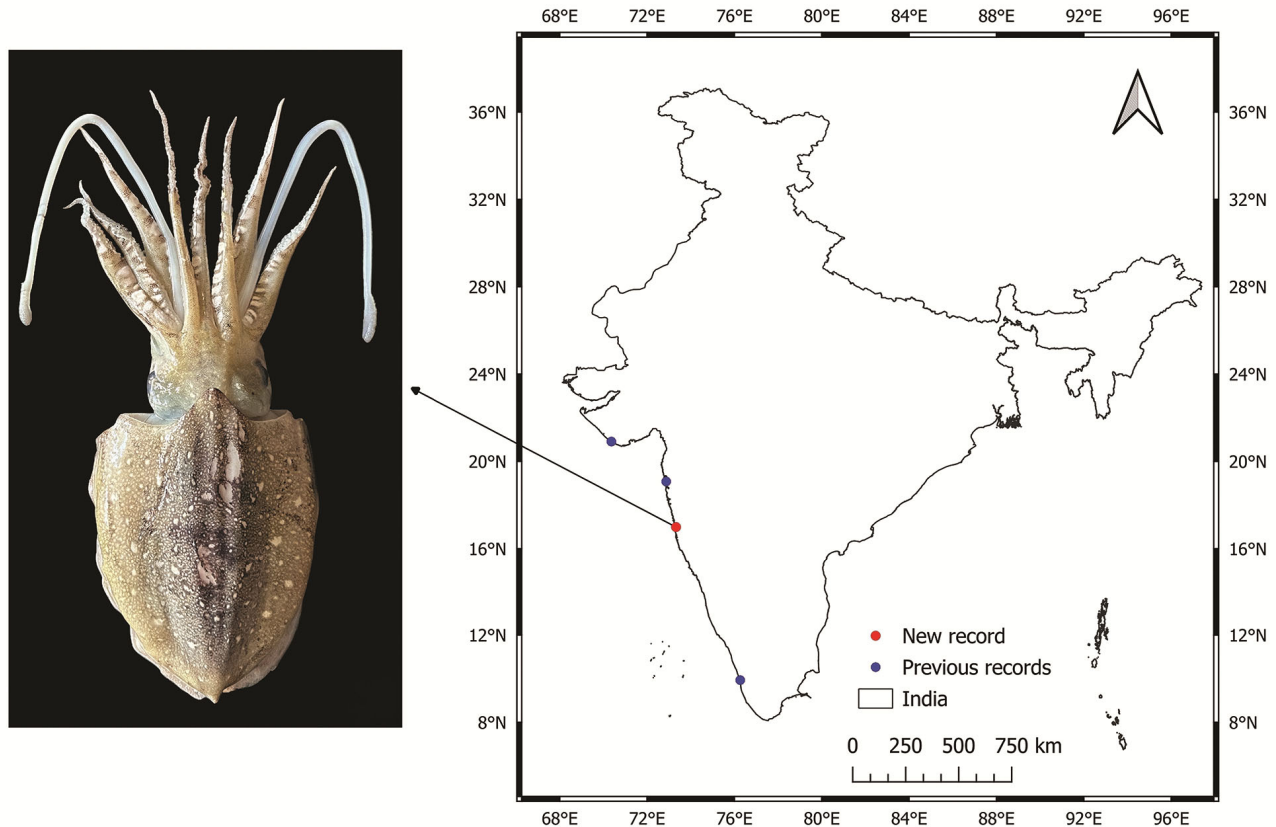 68°E 72°E 76°E 80°E 84°E 88°E 92°E 96°E
36°N 36°N
32°N 32°N
28°N 28°N
24°N 24°N
20°N 20°N
16°N 16°N
12°N 12°N
8°N 8°N
New record
Previous records
India
0 250 500 750 km
68°E 72°E 76°E 80°E 84°E 88°E 92°E 96°E